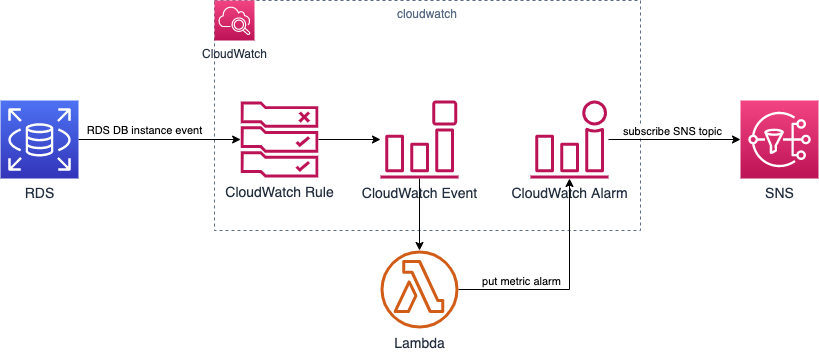 cloudwatch
CloudWatch
RDS DB instance event
subscribe SNS topic
RDS
CloudWatch Rule
CloudWatch Event
CloudWatch Alarm
SNS
put metric alarm
Lambda